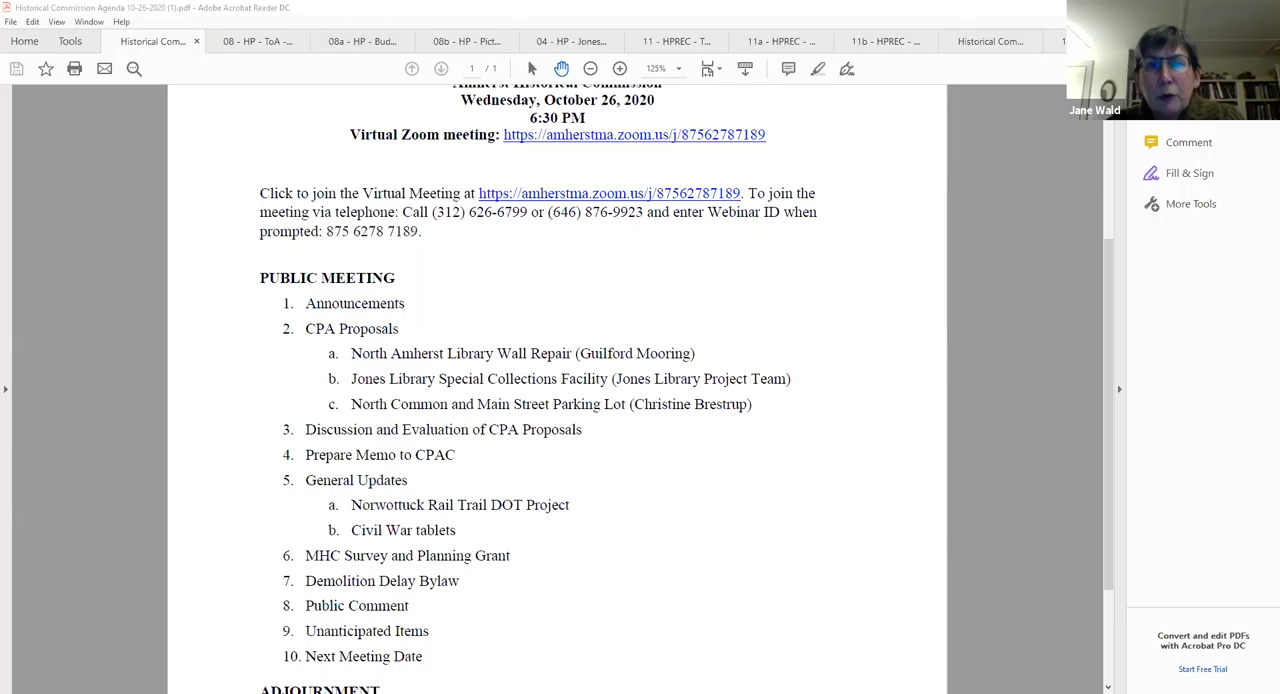 Historical Commission Agenda 10-26-2020 (1).pdf - Adobe Acrobat Reader DC
File Edit View Window Help
Home Tools Historical Com... × 08 - HP - ToA -... 08a - HP - Bud... 08b - HP - Pict... 04 - HP - Jones... 11 - HPREC - T... 11a - HPREC - ... 11b - HPREC - ... Historical Com...
/ 1 125%
Amherst Historical Commission
Wednesday, October 26, 2020
6:30 PM
Virtual Zoom meeting: https://amherstma.zoom.us/j/87562787189
Click to join the Virtual Meeting at https://amherstma.zoom.us/j/87562787189. To join the
meeting via telephone: Call (312) 626-6799 or (646) 876-9923 and enter Webinar ID when
prompted: 875 6278 7189.
PUBLIC MEETING
1. Announcements
2. CPA Proposals
a. North Amherst Library Wall Repair (Guilford Mooring)
b. Jones Library Special Collections Facility (Jones Library Project Team)
c. North Common and Main Street Parking Lot (Christine Brestrup)
3. Discussion and Evaluation of CPA Proposals
4. Prepare Memo to CPAC
5. General Updates
a. Norwottuck Rail Trail DOT Project
b. Civil War tablets
6. MHC Survey and Planning Grant
7. Demolition Delay Bylaw
8. Public Comment
9. Unanticipated Items
10. Next Meeting Date
ADJOURNMENT
Jane Wald
Comment
Fill & Sign
More Tools
Convert and edit PDFs
with Acrobat Pro DC
Start Free Trial